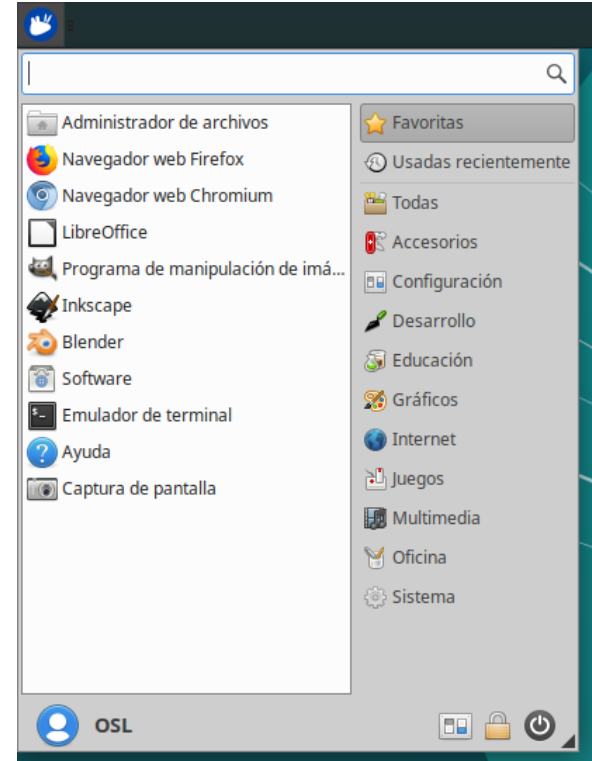 Administrador de archivos
Navegador web Firefox
Navegador web Chromium
LibreOffice
Programa de manipulación de imá...
Inkscape
Blender
Software
Emulador de terminal
Ayuda
Captura de pantalla
Favoritas
Usadas recientemente
Todas
Accesorios
Configuración
Desarrollo
Educación
Gráficos
Internet
Juegos
Multimedia
Oficina
Sistema
OSL